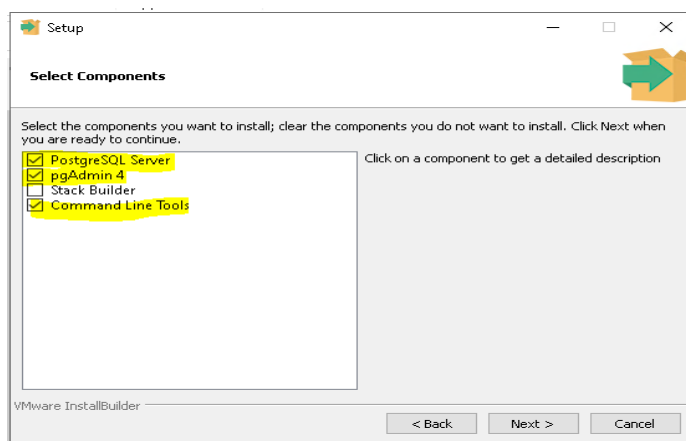 Setup
Select Components
Select the components you want to install; clear the components you do not want to install. Click Next when
you are ready to continue.
PostgreSQL Server
pgAdmin 4
Stack Builder
Command Line Tools
Click on a component to get a detailed description
VMware InstallBuilder
< Back
Next >
Cancel